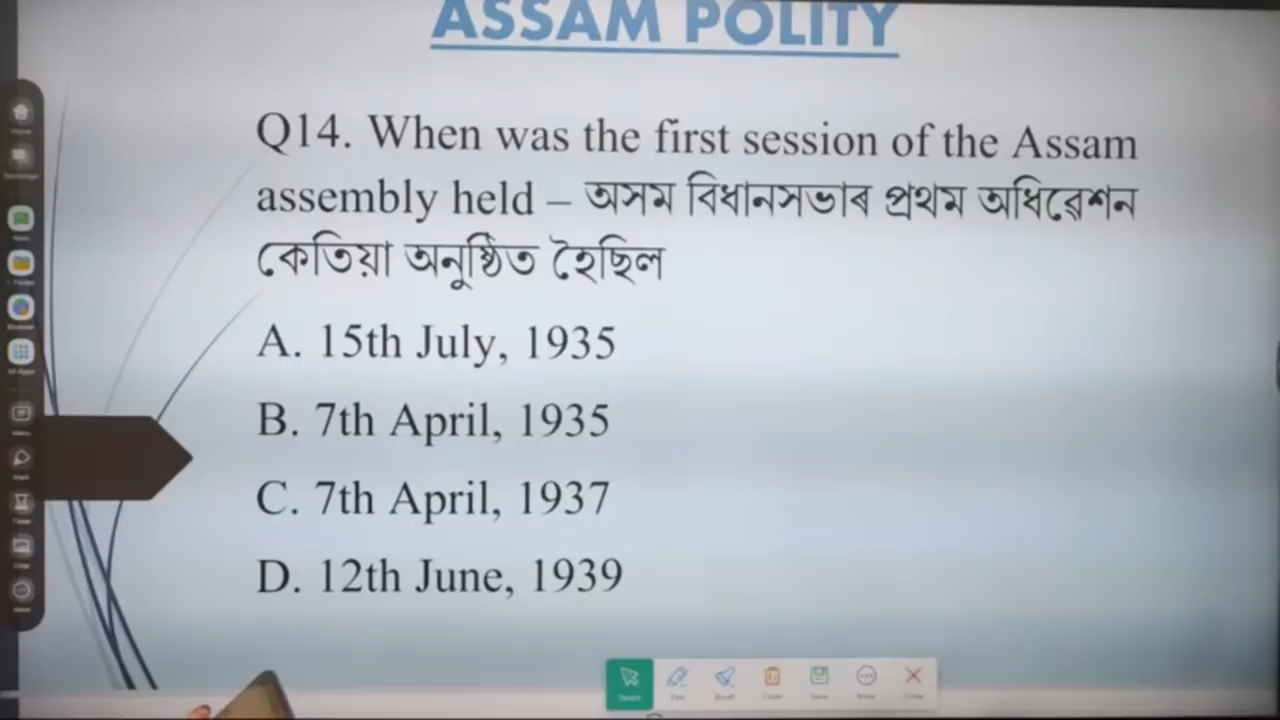 ASSAM POLITY
Q14. When was the first session of the Assam
assembly held – অসম বিধানসভাৰ প্ৰথম অধিৱেশন
কেতিয়া অনুষ্ঠিত হৈছিল
A. 15th July, 1935
B. 7th April, 1935
C. 7th April, 1937
D. 12th June, 1939